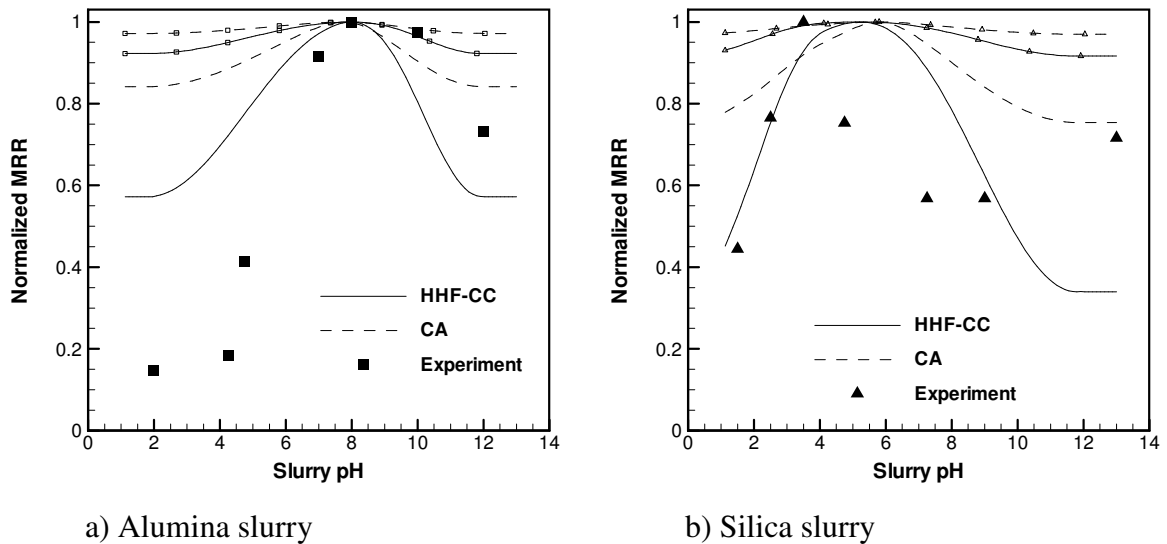 1
0.8
0.6
0.4
0.2
0
Normalized MRR
0 2 4 6 8 10 12 14
Slurry pH
HHF-CC
CA
Experiment
a) Alumina slurry
1
0.8
0.6
0.4
0.2
0
Normalized MRR
0 2 4 6 8 10 12 14
Slurry pH
HHF-CC
CA
Experiment
b) Silica slurry